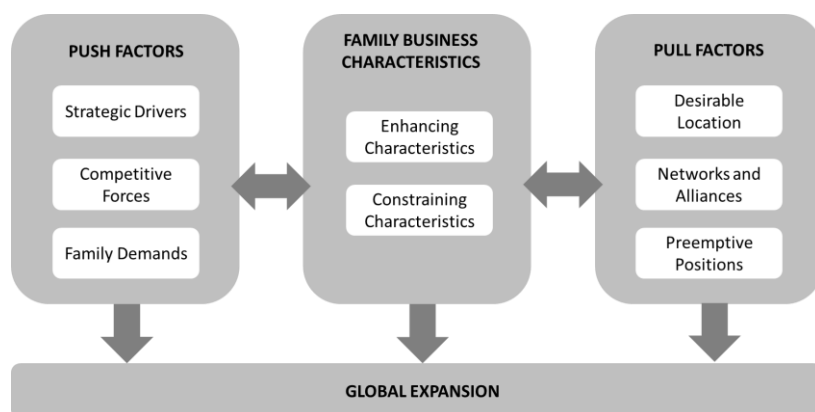 PUSH FACTORS
Strategic Drivers
Competitive
Forces
Family Demands
FAMILY BUSINESS
CHARACTERISTICS
Enhancing
Characteristics
Constraining
Characteristics
PULL FACTORS
Desirable
Location
Networks and
Alliances
Preemptive
Positions
GLOBAL EXPANSION